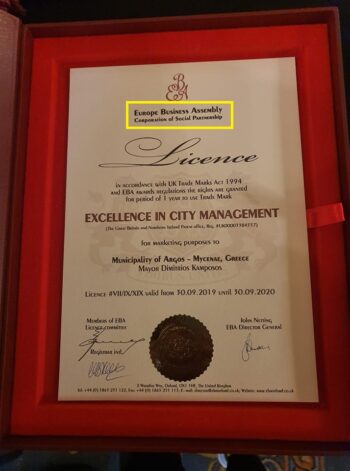 EBA
Europe Business Assembly
Corporation of Social Partnership
Licence
in accordance with UK Trade Marks Act 1994
and EBA awards regulations the rights are granted
for period of 1 year to use Trade Mark
EXCELLENCE IN CITY MANAGEMENT
for marketing purposes to
Municipality of Argos – Mycenae, Greece
Mayor Dimitrios Kamposos
Licence #VII/IX/XIX valid from 30.09.2019 until 30.09.2020
Members of EBA
Licence committee
John Netting,
EBA Director General
Registrar ind.